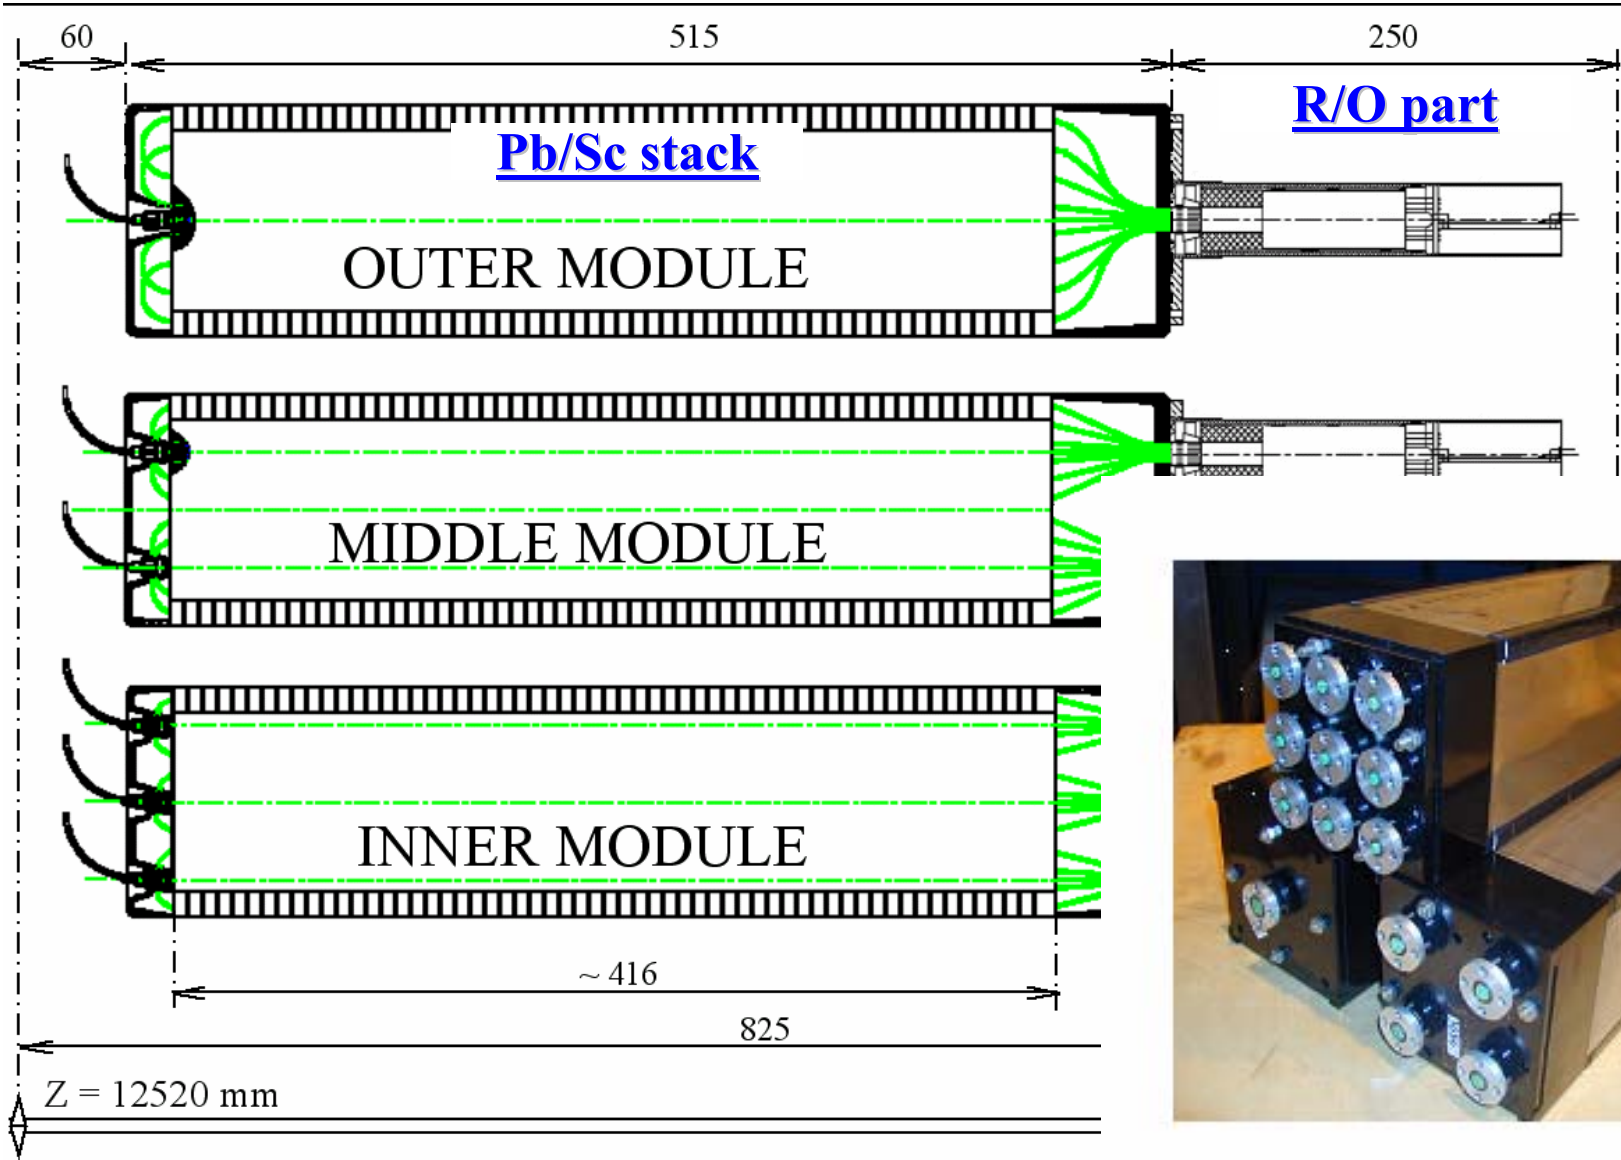 60
515
250
R/O part
Pb/Sc stack
OUTER MODULE
MIDDLE MODULE
INNER MODULE
~ 416
825
Z = 12520 mm